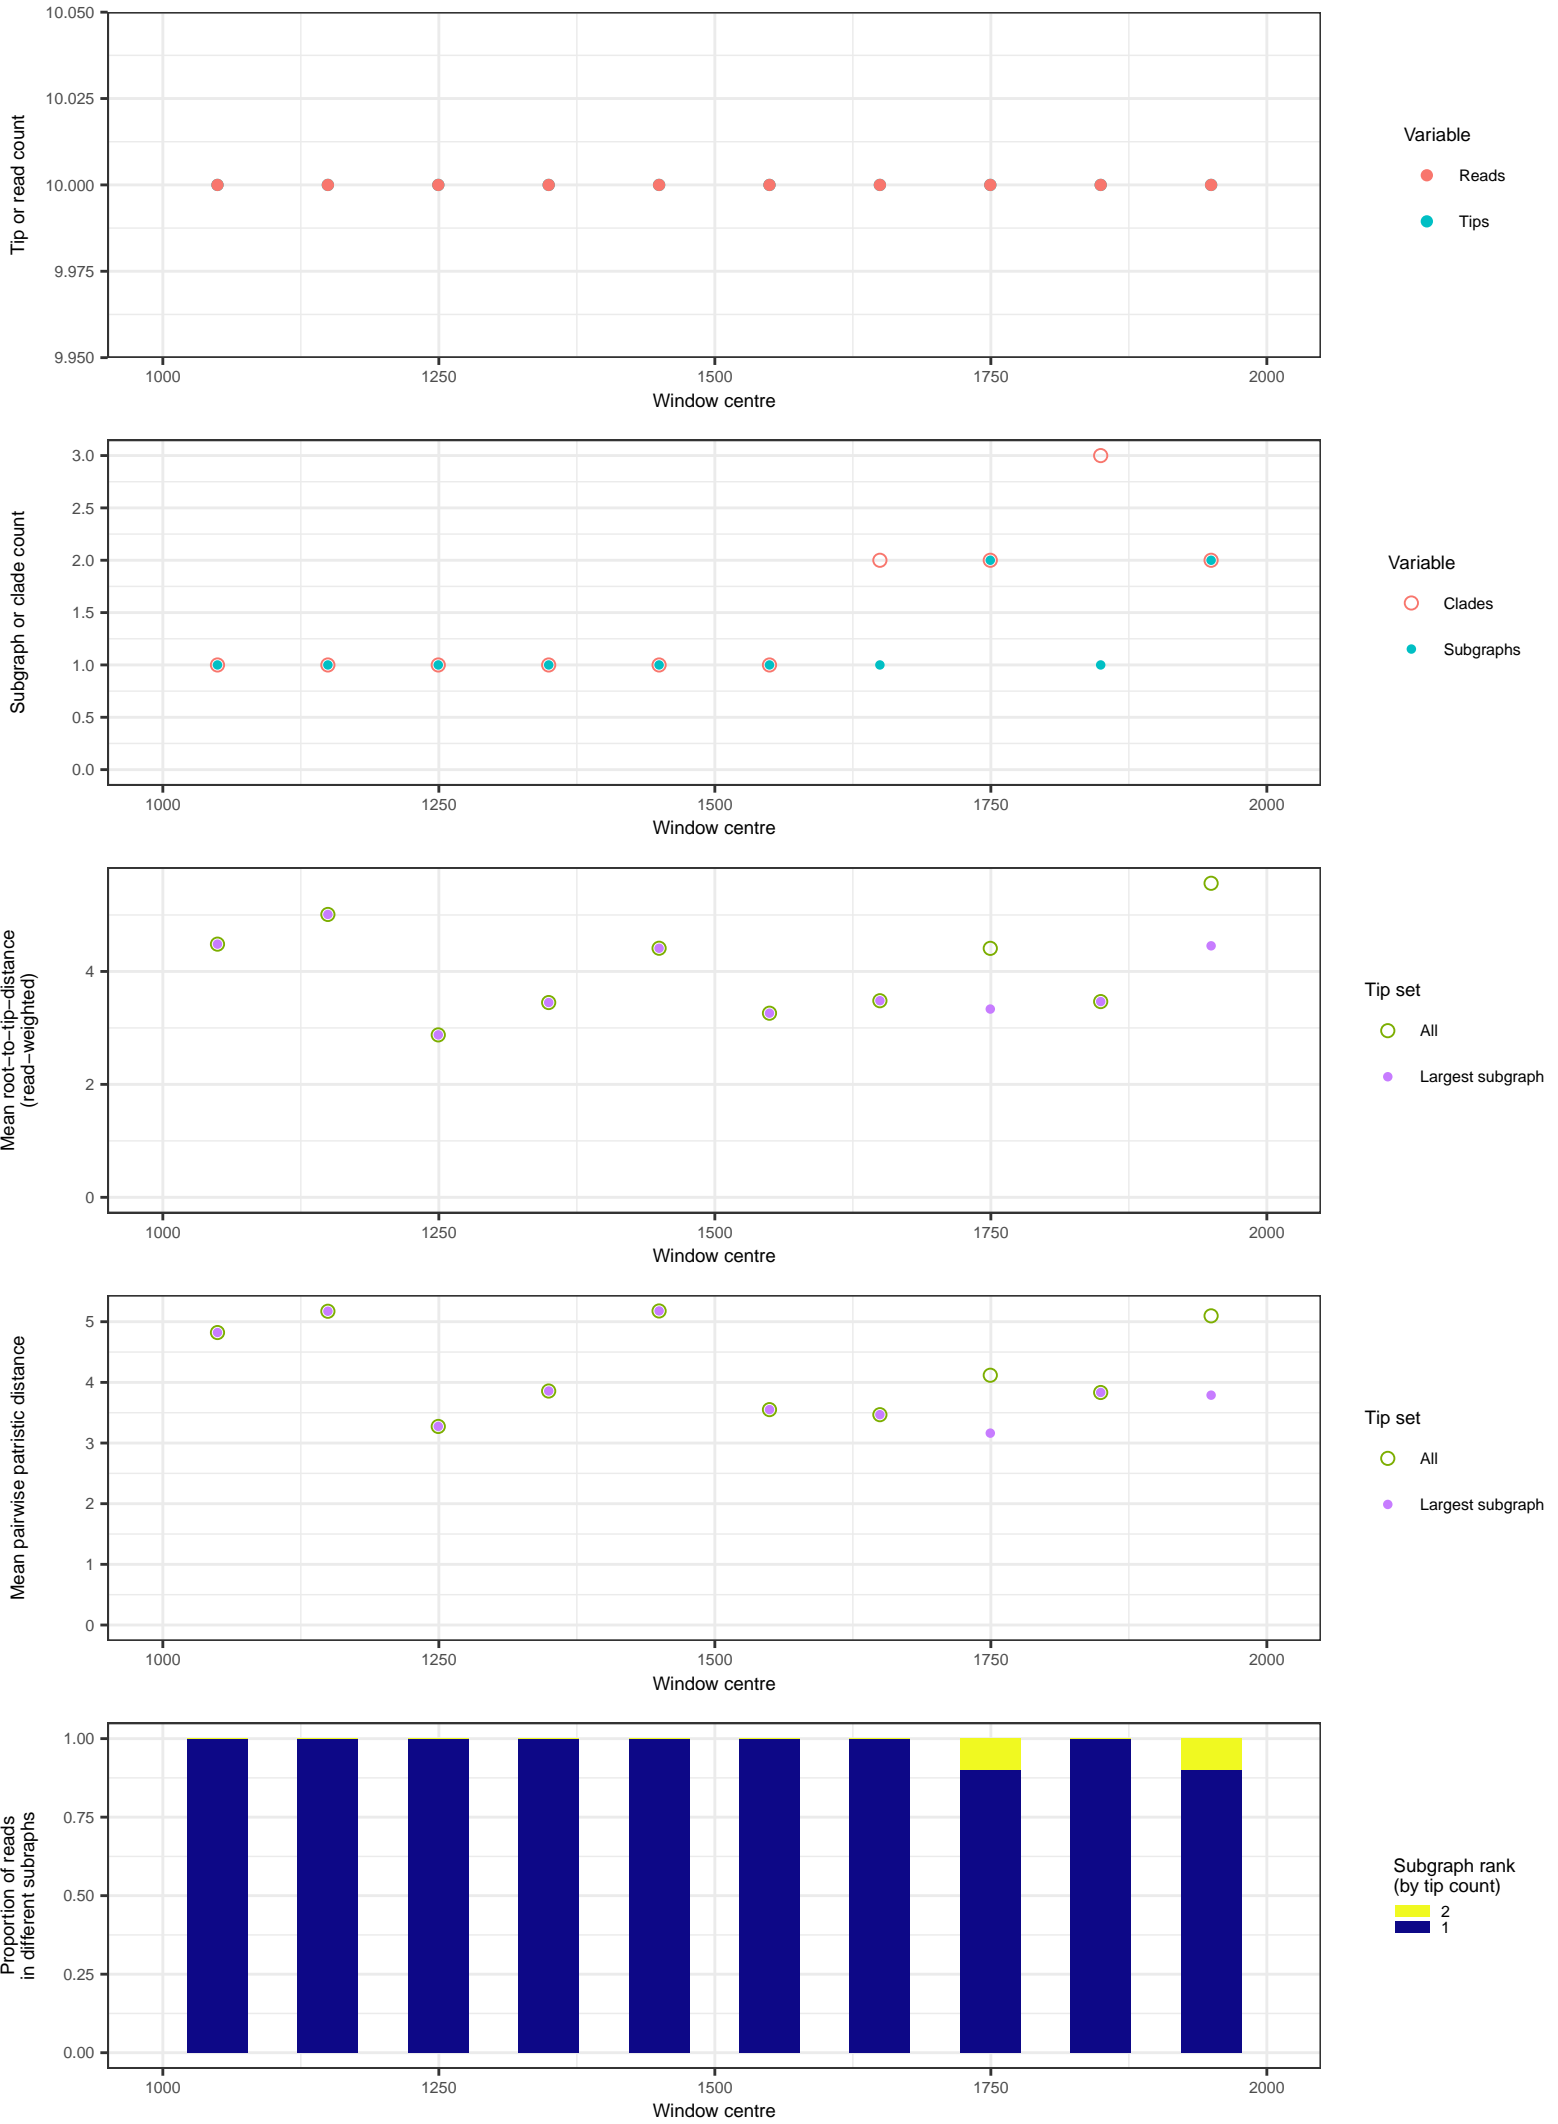 10.050
10.025
10.000
9.975
9.950
Tip or read count
1000 1250 1500 1750 2000
Window centre
Variable
Reads
Tips
3.0
2.5
2.0
1.5
1.0
0.5
0.0
Subgraph or clade count
1000 1250 1500 1750 2000
Window centre
Variable
Clades
Subgraphs
4
2
0
Mean root−to−tip−distance
(read−weighted)
1000 1250 1500 1750 2000
Window centre
Tip set
All
Largest subgraph
5
4
3
2
1
0
Mean pairwise patristic distance
1000 1250 1500 1750 2000
Window centre
Tip set
All
Largest subgraph
1.00
0.75
0.50
0.25
0.00
Proportion of reads
in different subraphs
1000 1250 1500 1750 2000
Window centre
Subgraph rank
(by tip count)
2
1